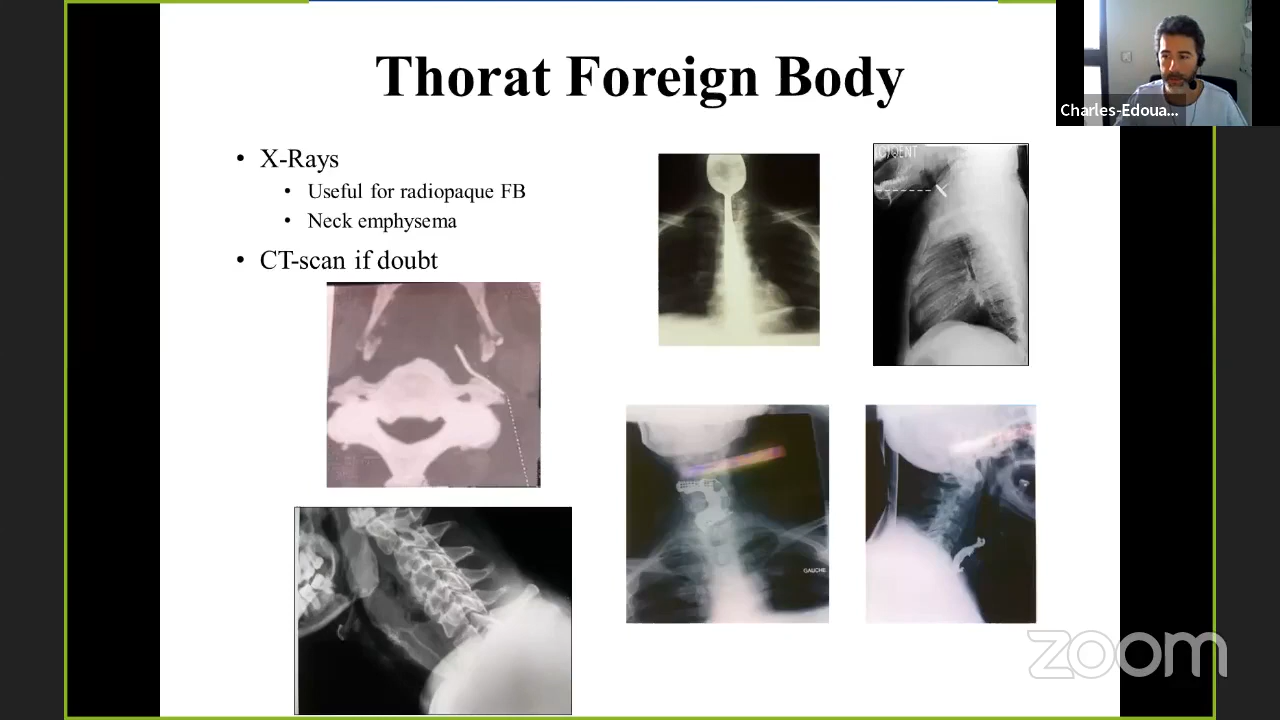 Thorat Foreign Body
Charles-Edoua...
• X-Rays
• Useful for radiopaque FB
• Neck emphysema
• CT-scan if doubt
GAUCHE
zoom